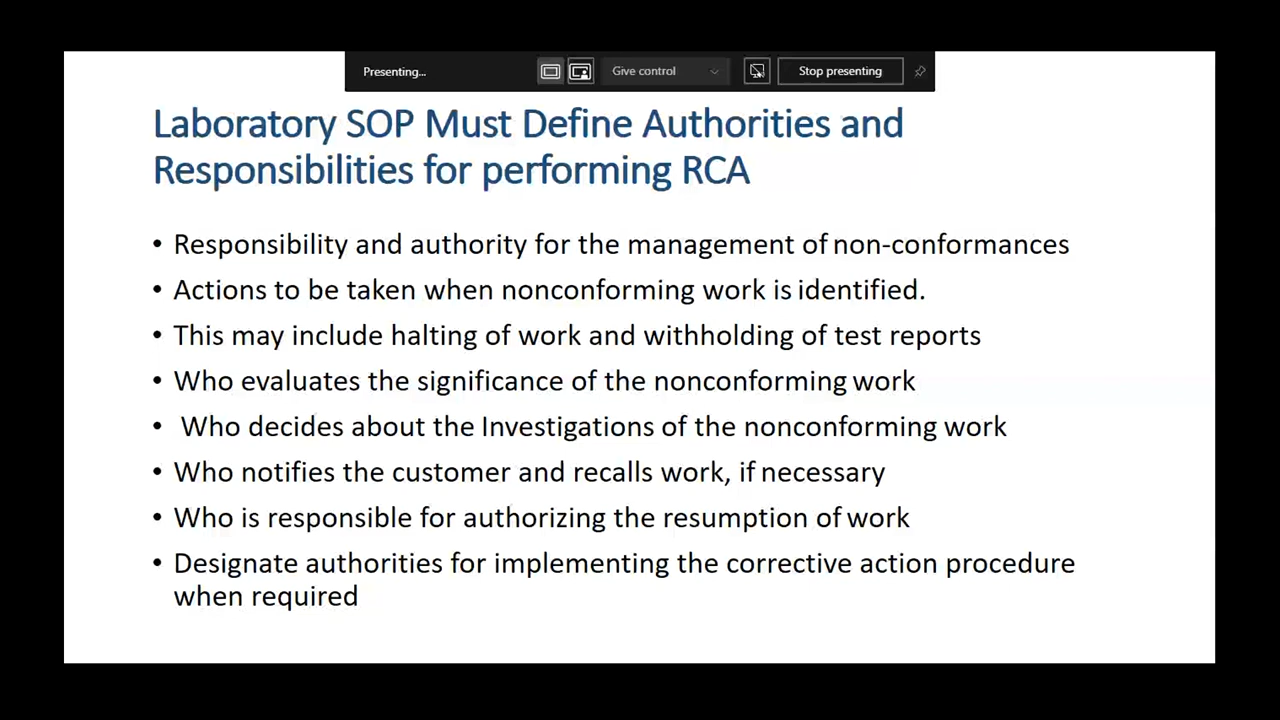 Presenting...
Give control
Stop presenting
Laboratory SOP Must Define Authorities and
Responsibilities for performing RCA
• Responsibility and authority for the management of non-conformances
• Actions to be taken when nonconforming work is identified.
• This may include halting of work and withholding of test reports
• Who evaluates the significance of the nonconforming work
• Who decides about the Investigations of the nonconforming work
• Who notifies the customer and recalls work, if necessary
• Who is responsible for authorizing the resumption of work
• Designate authorities for implementing the corrective action procedure
when required